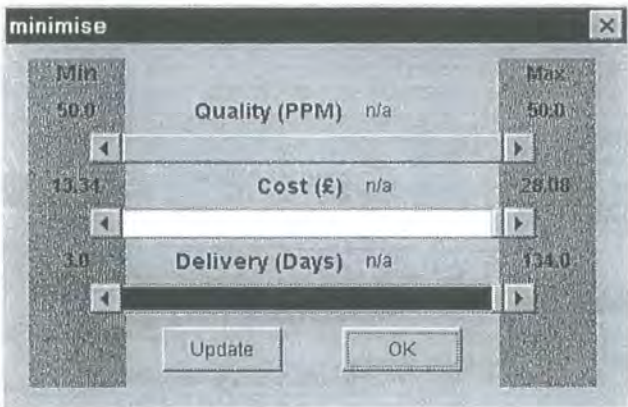 minimise
Min Max
50.0 Quality (PPM) n/a 50.0
13.34 Cost (£) n/a 28.08
3.0 Delivery (Days) n/a 134.0
Update OK